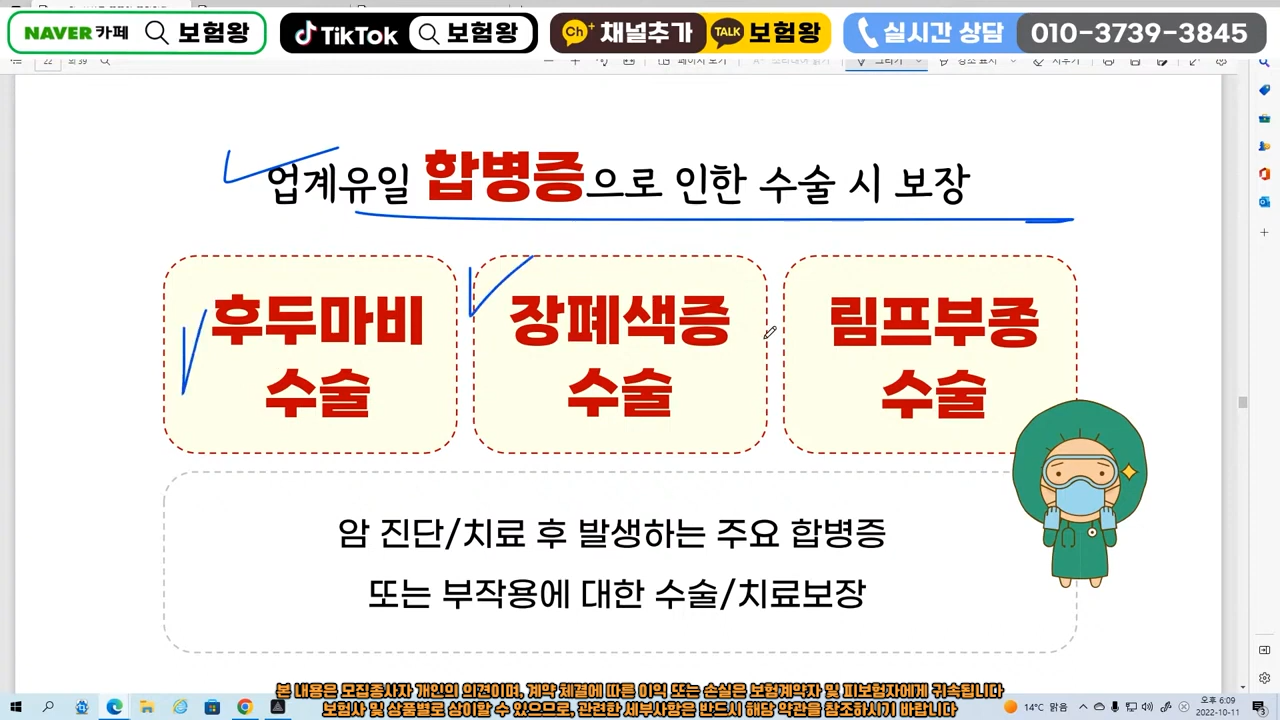 NAVER 카페 보험왕
TikTok 보험왕
Ch+ 채널추가 TALK 보험왕
실시간 상담 010-3739-3845
22
업계유일 합병증으로 인한 수술 시 보장
후두마비
수술
장폐색증
수술
림프부종
수술
암 진단/치료 후 발생하는 주요 합병증
또는 부작용에 대한 수술/치료보장
본 내용은 모집종사자 개인의 의견이며, 계약 체결에 따른 이익 또는 손실은 보험계약자 및 피보험자에게 귀속됩니다
보험사 및 상품별로 상이할 수 있으므로, 관련한 세부사항은 반드시 해당 약관을 참조하시기 바랍니다
14℃ 맑음
오후 6:09
2022-10-11